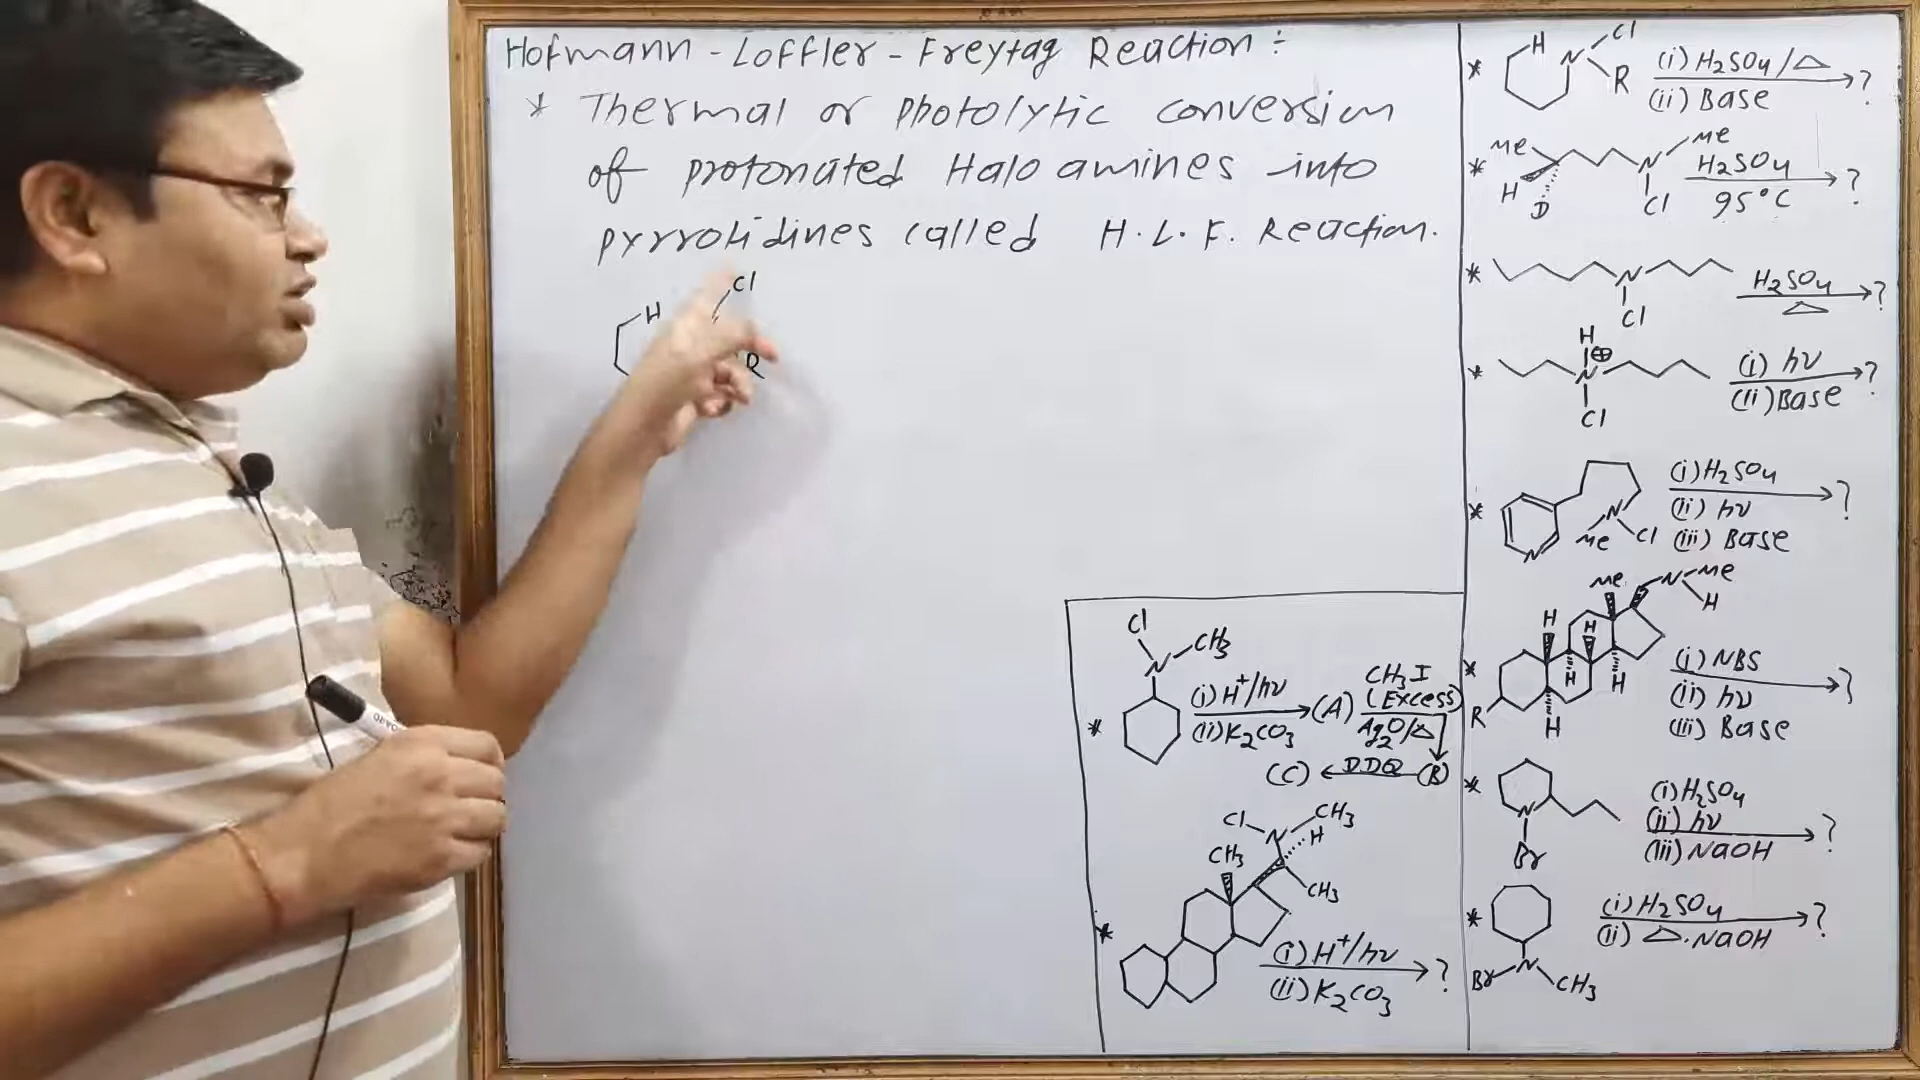 Hofmann - Loffler - Freytag Reaction :-
* Thermal or photolytic conversion
of protonated Halo amines into
pyrrolidines called H.L.F. Reaction.
Cl
H
R
* H N Cl R (i) H2SO4/△ (ii) Base ?
* Me H D N Me Cl H2SO4 95°C ?
* N Cl H2SO4 △ ?
* H N ⊕ Cl (i) hν (ii) Base ?
* N Me N Cl (i) H2SO4 (ii) hν (iii) Base ?
* R Me N Me H H H H H H (i) NBS (ii) hν (iii) Base ?
* N Br (i) H2SO4 (ii) hν (iii) NaOH ?
* Br N CH3 (i) H2SO4 (ii) △.NaOH ?
* Cl N CH3 (i) H+/hν (ii) K2CO3 (A) CH3I (Excess) Ag2O/△ (B) DDQ (C)
* Cl N CH3 H CH3 CH3 (i) H+/hν (ii) K2CO3 ?